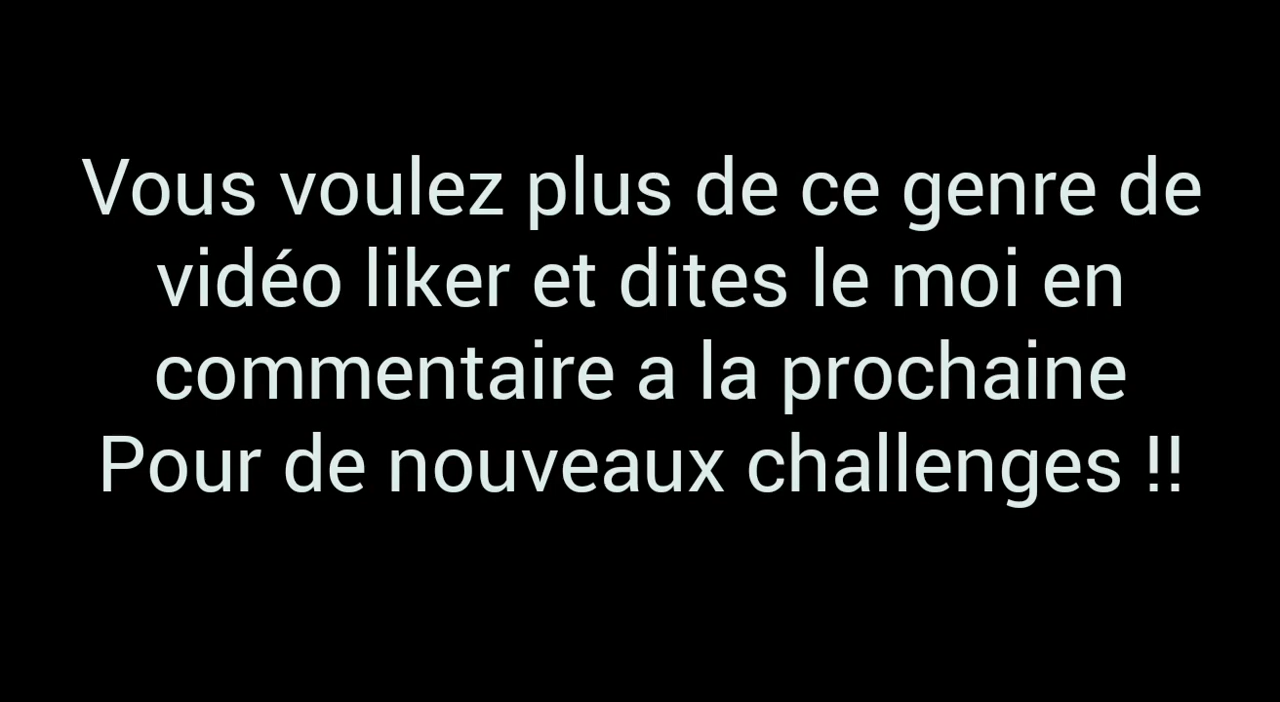 Vous voulez plus de ce genre de
vidéo liker et dites le moi en
commentaire a la prochaine
Pour de nouveaux challenges !!